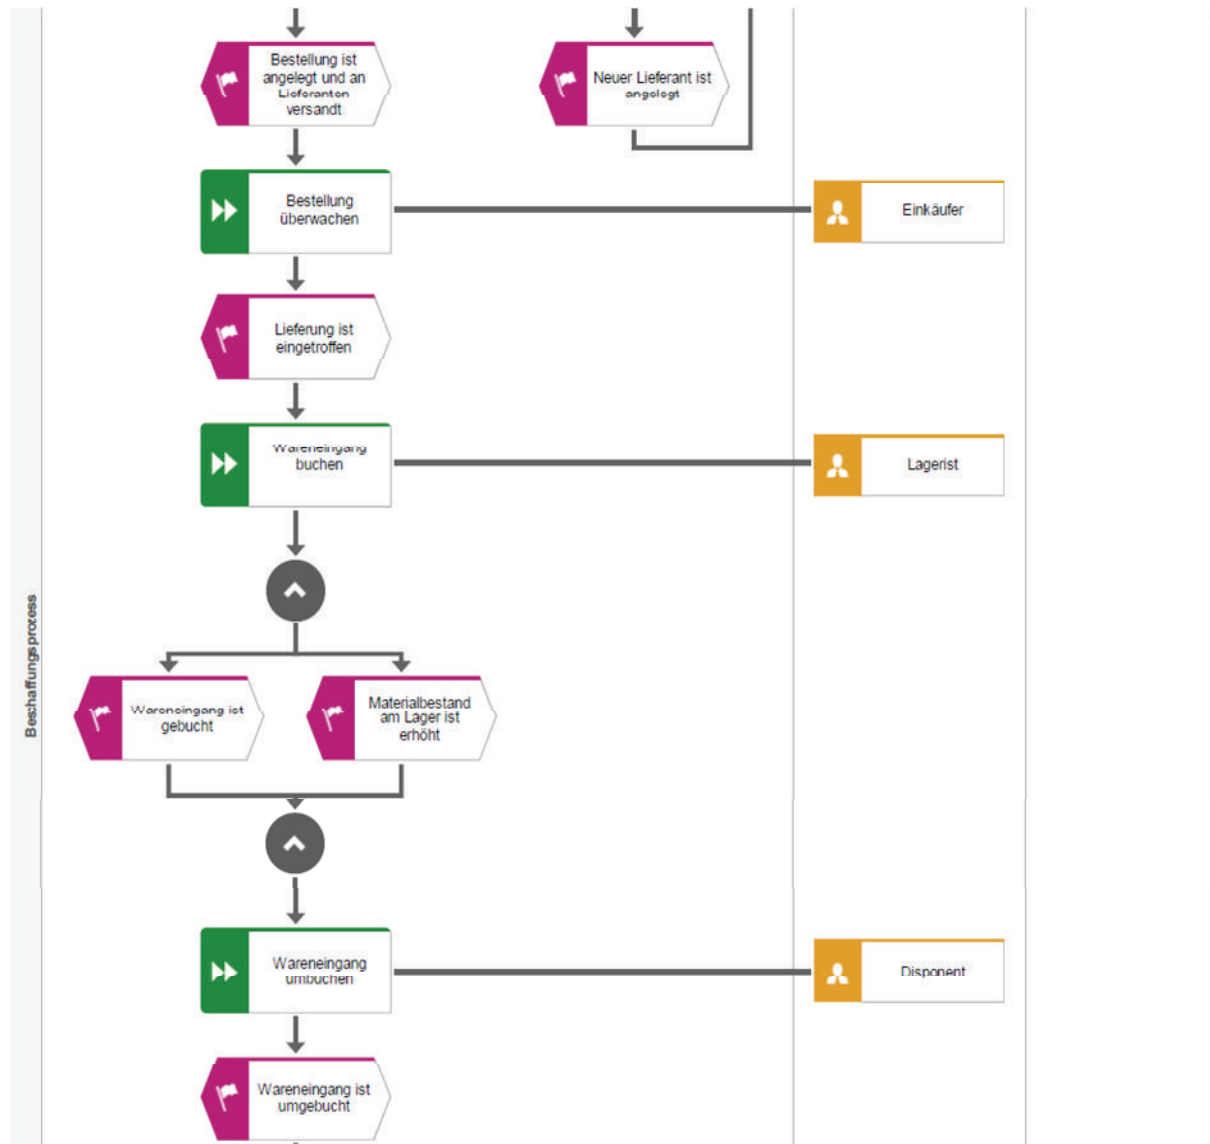 Bestellung ist
angelegt und an
Lieferanten
versandt
Neuer Lieferant ist
angelegt
Bestellung
überwachen
Einkäufer
Lieferung ist
eingetroffen
Wareneingang
buchen
Lagerist
Beschaffungsprozess
Wareneingang ist
gebucht
Materialbestand
am Lager ist
erhöht
Wareneingang
umbuchen
Disponent
Wareneingang ist
umgebucht